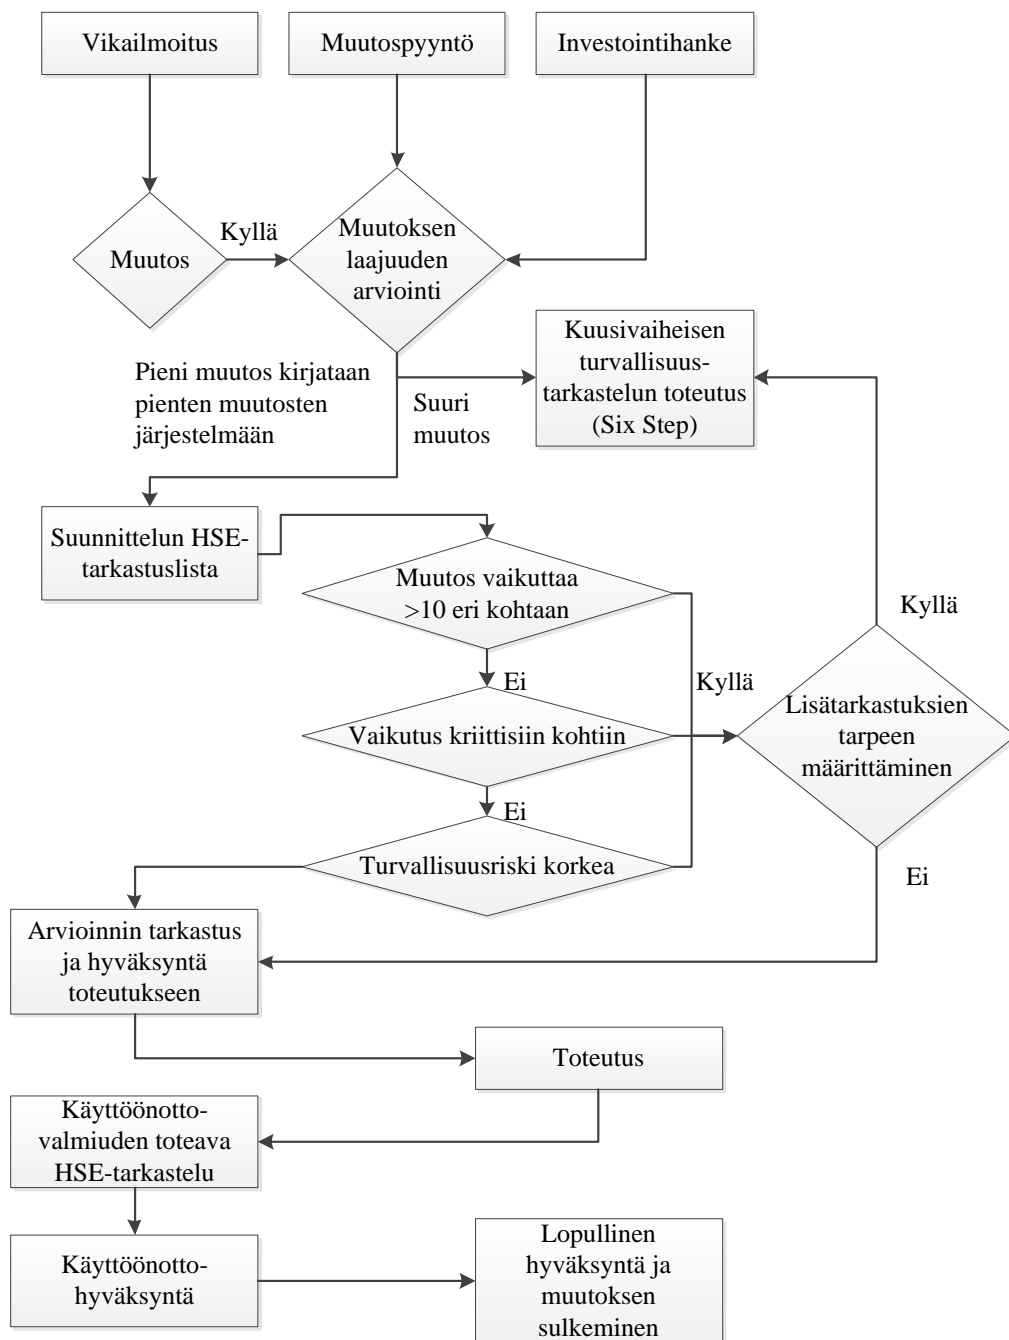 Vikailmoitus
Muutospyyntö
Investointihanke
Muutos
Kyllä
Muutoksen
laajuuden
arviointi
Pieni muutos kirjataan
pienten muutosten
järjestelmään
Suuri
muutos
Kuusivaiheisen
turvallisuus-
tarkastelun toteutus
(Six Step)
Suunnittelun HSE-
tarkastuslista
Muutos vaikuttaa
>10 eri kohtaan
Kyllä
Ei
Kyllä
Vaikutus kriittisiin kohtiin
Lisätarkastuksien
tarpeen
määrittäminen
Ei
Turvallisuusriski korkea
Ei
Arvioinnin tarkastus
ja hyväksyntä
toteutukseen
Toteutus
Käyttöönotto-
valmiuden toteava
HSE-tarkastelu
Käyttöönotto-
hyväksyntä
Lopullinen
hyväksyntä ja
muutoksen
sulkeminen